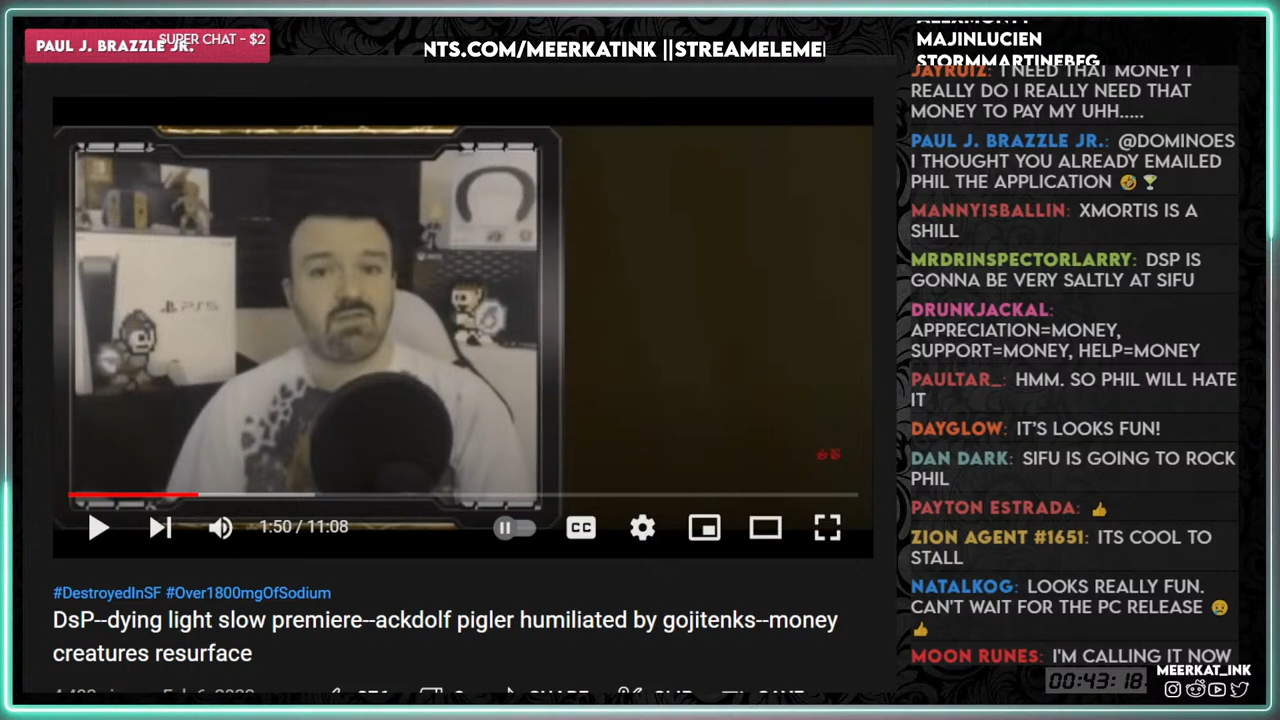 PAUL J. BRAZZLE JR.
SUPER CHAT - $2
NTS.COM/MEERKATINK ||STREAMELEME
MAJINLUCIEN
STORMMARTINEBEG
JAYRUIZ: I NEED THAT MONEY I
REALLY DO I REALLY NEED THAT
MONEY TO PAY MY UHH.....
PAUL J. BRAZZLE JR.: @DOMINOES
I THOUGHT YOU ALREADY EMAILED
PHIL THE APPLICATION 🤣🍸
MANNYISBALLIN: XMORTIS IS A
SHILL
MRDRINSPECTORLARRY: DSP IS
GONNA BE VERY SALTLY AT SIFU
DRUNKJACKAL:
APPRECIATION=MONEY,
SUPPORT=MONEY, HELP=MONEY
PAULTAR_: HMM. SO PHIL WILL HATE
IT
DAYGLOW: IT'S LOOKS FUN!
DAN DARK: SIFU IS GOING TO ROCK
PHIL
PAYTON ESTRADA: 👍
ZION AGENT #1651: ITS COOL TO
STALL
NATALKOG: LOOKS REALLY FUN.
CAN'T WAIT FOR THE PC RELEASE 😢
👍
MOON RUNES: I'M CALLING IT NOW
PS5
1:50 / 11:08
CC
#DestroyedInSF #Over1800mgOfSodium
DsP--dying light slow premiere--ackdolf pigler humiliated by gojitenks--money
creatures resurface
00:43:18
MEERKAT_INK